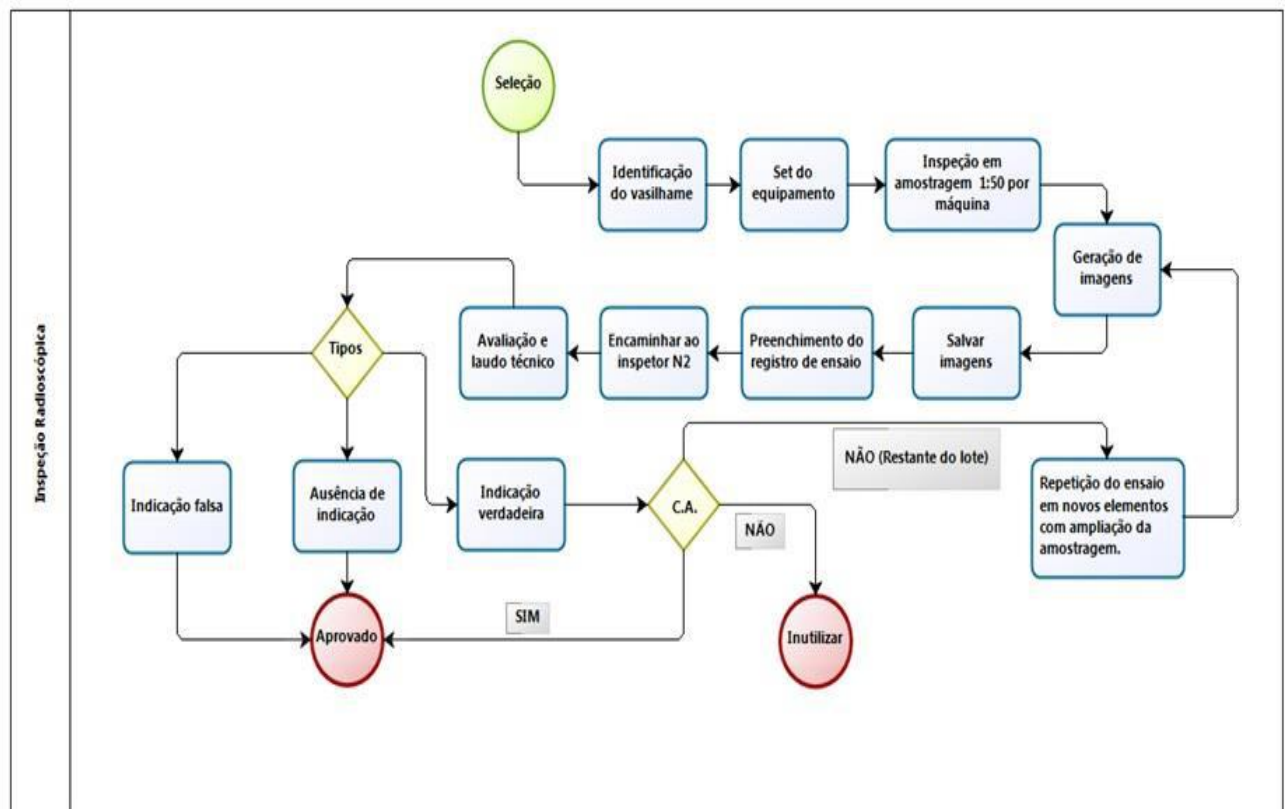 Inspeção Radioscópica
Seleção
Identificação
do vasilhame
Set do
equipamento
Inspeção em
amostragem 1:50 por
máquina
Geração de
imagens
Salvar
imagens
Preenchimento do
registro de ensaio
Encaminhar ao
inspetor N2
Avaliação e
laudo técnico
Tipos
Indicação falsa
Ausência de
indicação
Indicação
verdadeira
C.A.
NÃO (Restante do lote)
Repetição do ensaio
em novos elementos
com ampliação da
amostragem.
NÃO
SIM
Aprovado
Inutilizar